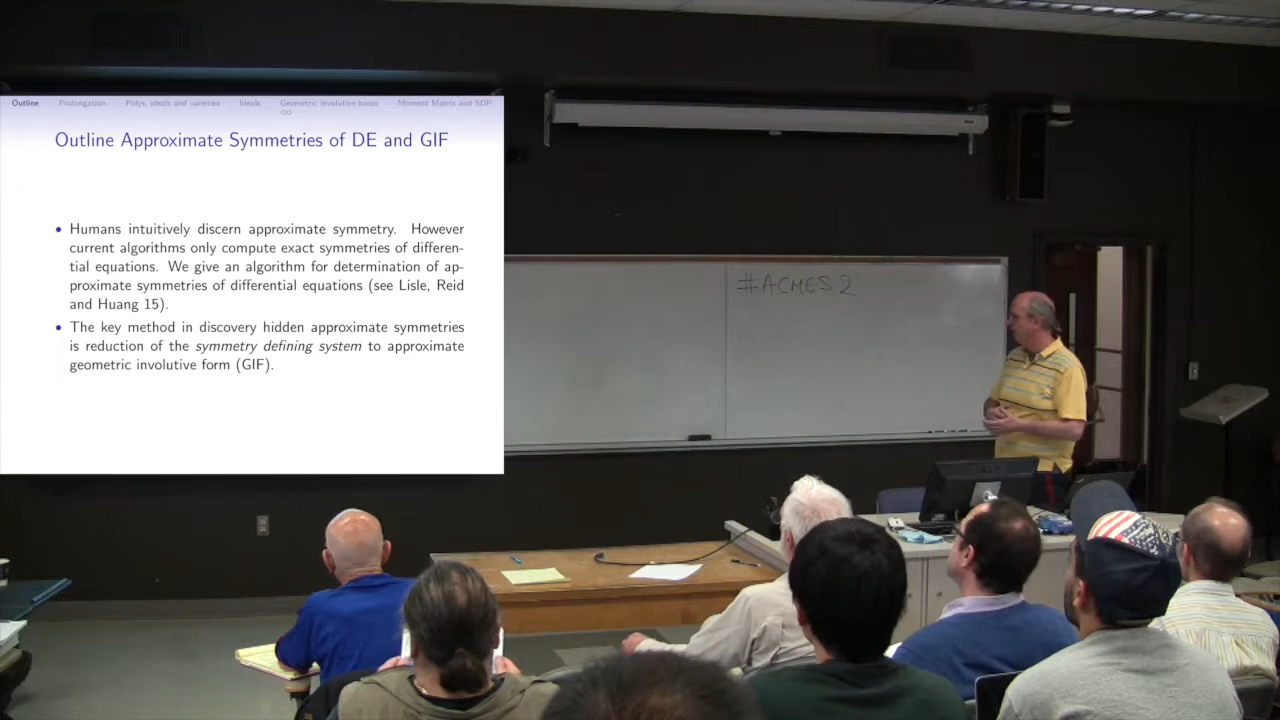 Outline Prolongation Polys, ideals and varieties Ideals Geometric involutive bases Moment Matrix and SDP
Outline Approximate Symmetries of DE and GIF
• Humans intuitively discern approximate symmetry. However
current algorithms only compute exact symmetries of differen-
tial equations. We give an algorithm for determination of ap-
proximate symmetries of differential equations (see Lisle, Reid
and Huang 15).
• The key method in discovery hidden approximate symmetries
is reduction of the symmetry defining system to approximate
geometric involutive form (GIF).
#ACMES 2